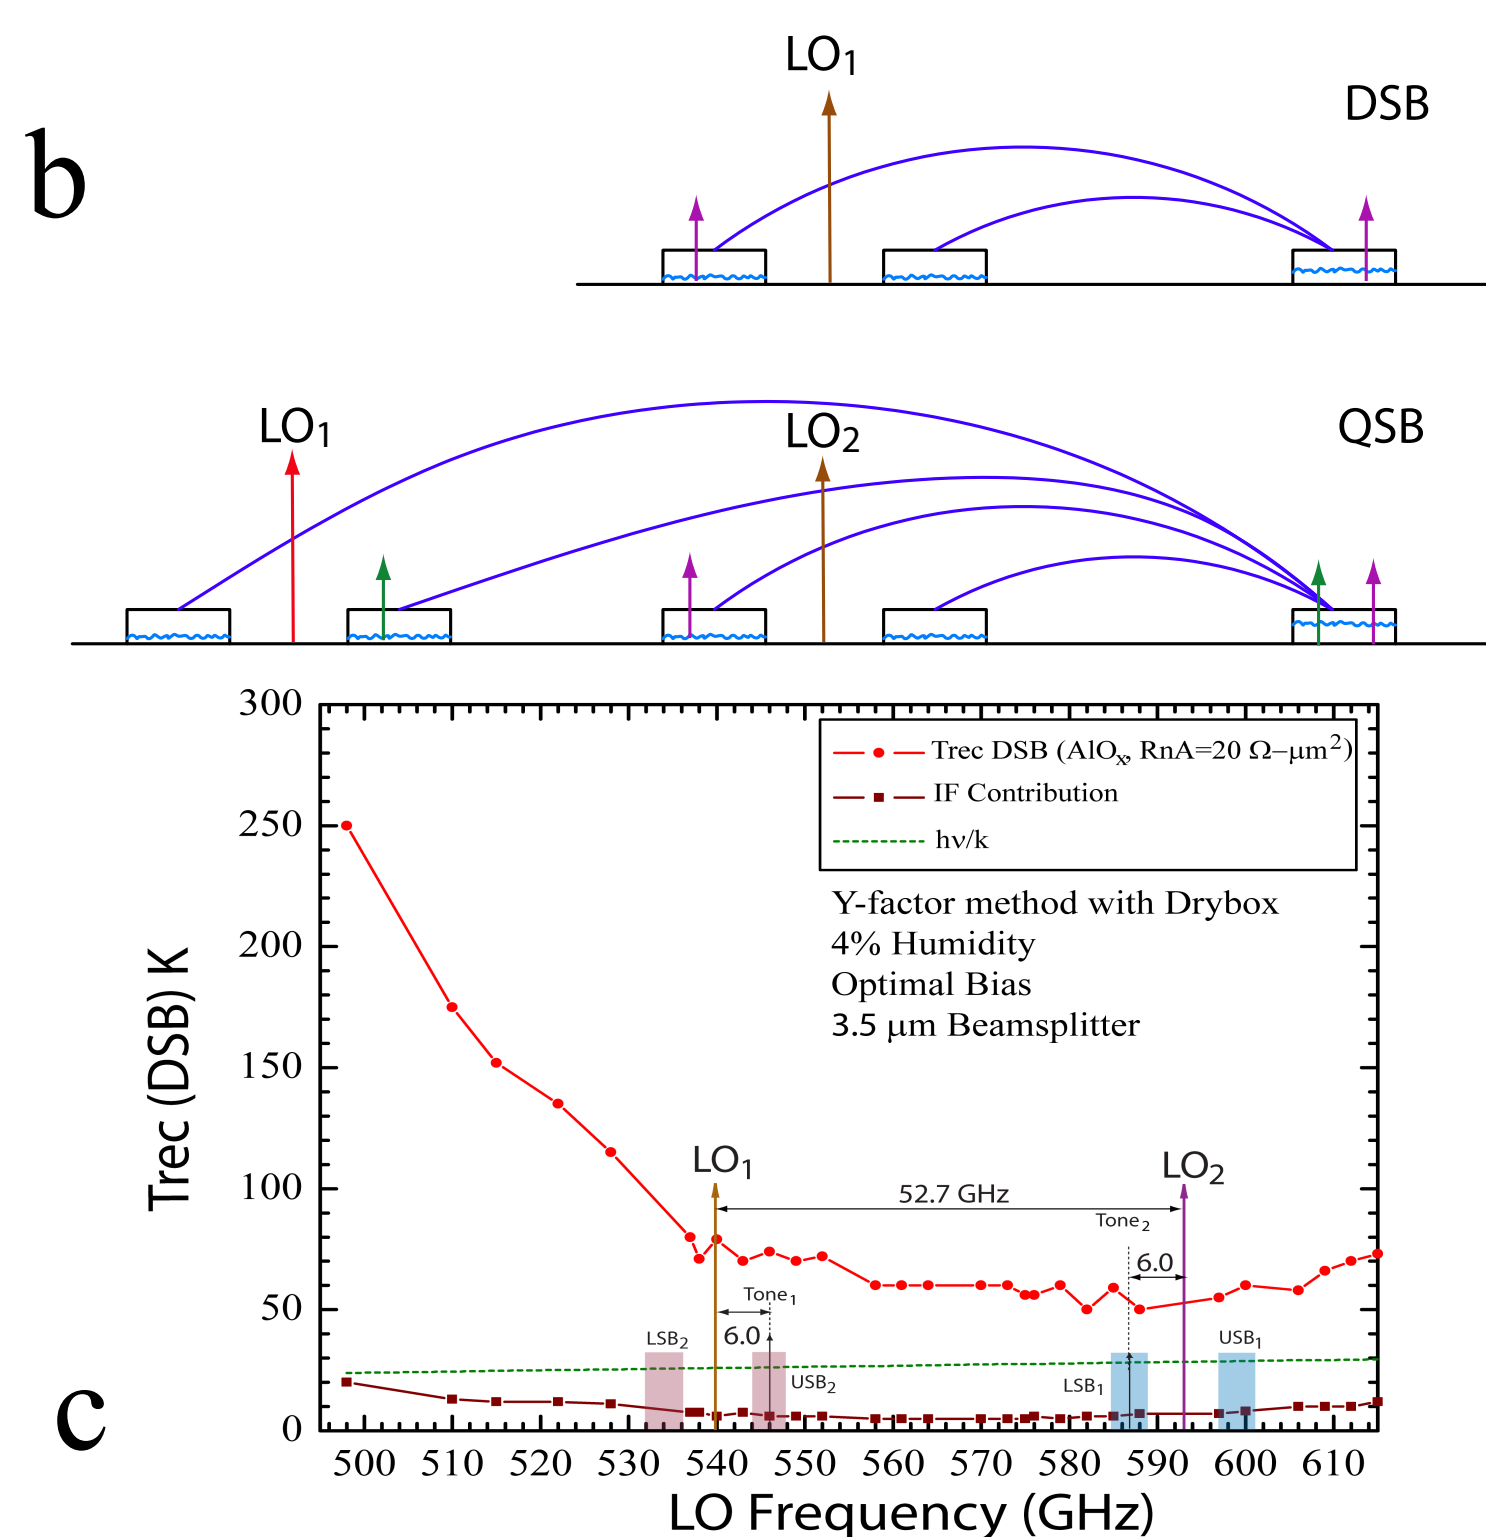 b
LO1
DSB
LO1
LO2
QSB
c
300
250
200
150
100
50
0
Trec (DSB) K
Trec DSB (AlOx, RnA=20 Ω–μm2)
IF Contribution
hν/k
Y-factor method with Drybox
4% Humidity
Optimal Bias
3.5 μm Beamsplitter
LO1
LO2
52.7 GHz
Tone2
6.0
Tone1
6.0
LSB2
USB2
LSB1
USB1
500 510 520 530 540 550 560 570 580 590 600 610
LO Frequency (GHz)